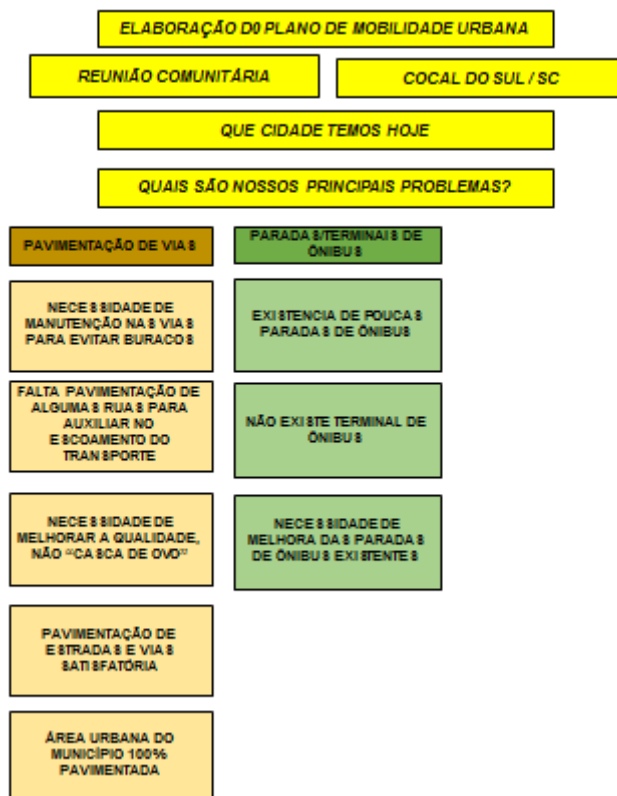 ELABORAÇÃO D0 PLANO DE MOBILIDADE URBANA
REUNIÃO COMUNITÁRIA
COCAL DO SUL / SC
QUE CIDADE TEMOS HOJE
QUAIS SÃO NOSSOS PRINCIPAIS PROBLEMAS?
PAVIMENTAÇÃO DE VIAS
PARADAS/TERMINAIS DE
ÔNIBUS
NECESSIDADE DE
MANUTENÇÃO NAS VIAS
PARA EVITAR BURACOS
EXISTENCIA DE POUCAS
PARADAS DE ÔNIBUS
FALTA PAVIMENTAÇÃO DE
ALGUMAS RUAS PARA
AUXILIAR NO
ESCOAMENTO DO
TRANSPORTE
NÃO EXISTE TERMINAL DE
ÔNIBUS
NECESSIDADE DE
MELHORAR A QUALIDADE,
NÃO “CASCA DE OVO”
NECESSIDADE DE
MELHORA DAS PARADAS
DE ÔNIBUS EXISTENTES
PAVIMENTAÇÃO DE
ESTRADAS E VIAS
SATISFATÓRIA
ÁREA URBANA DO
MUNICÍPIO 100%
PAVIMENTADA